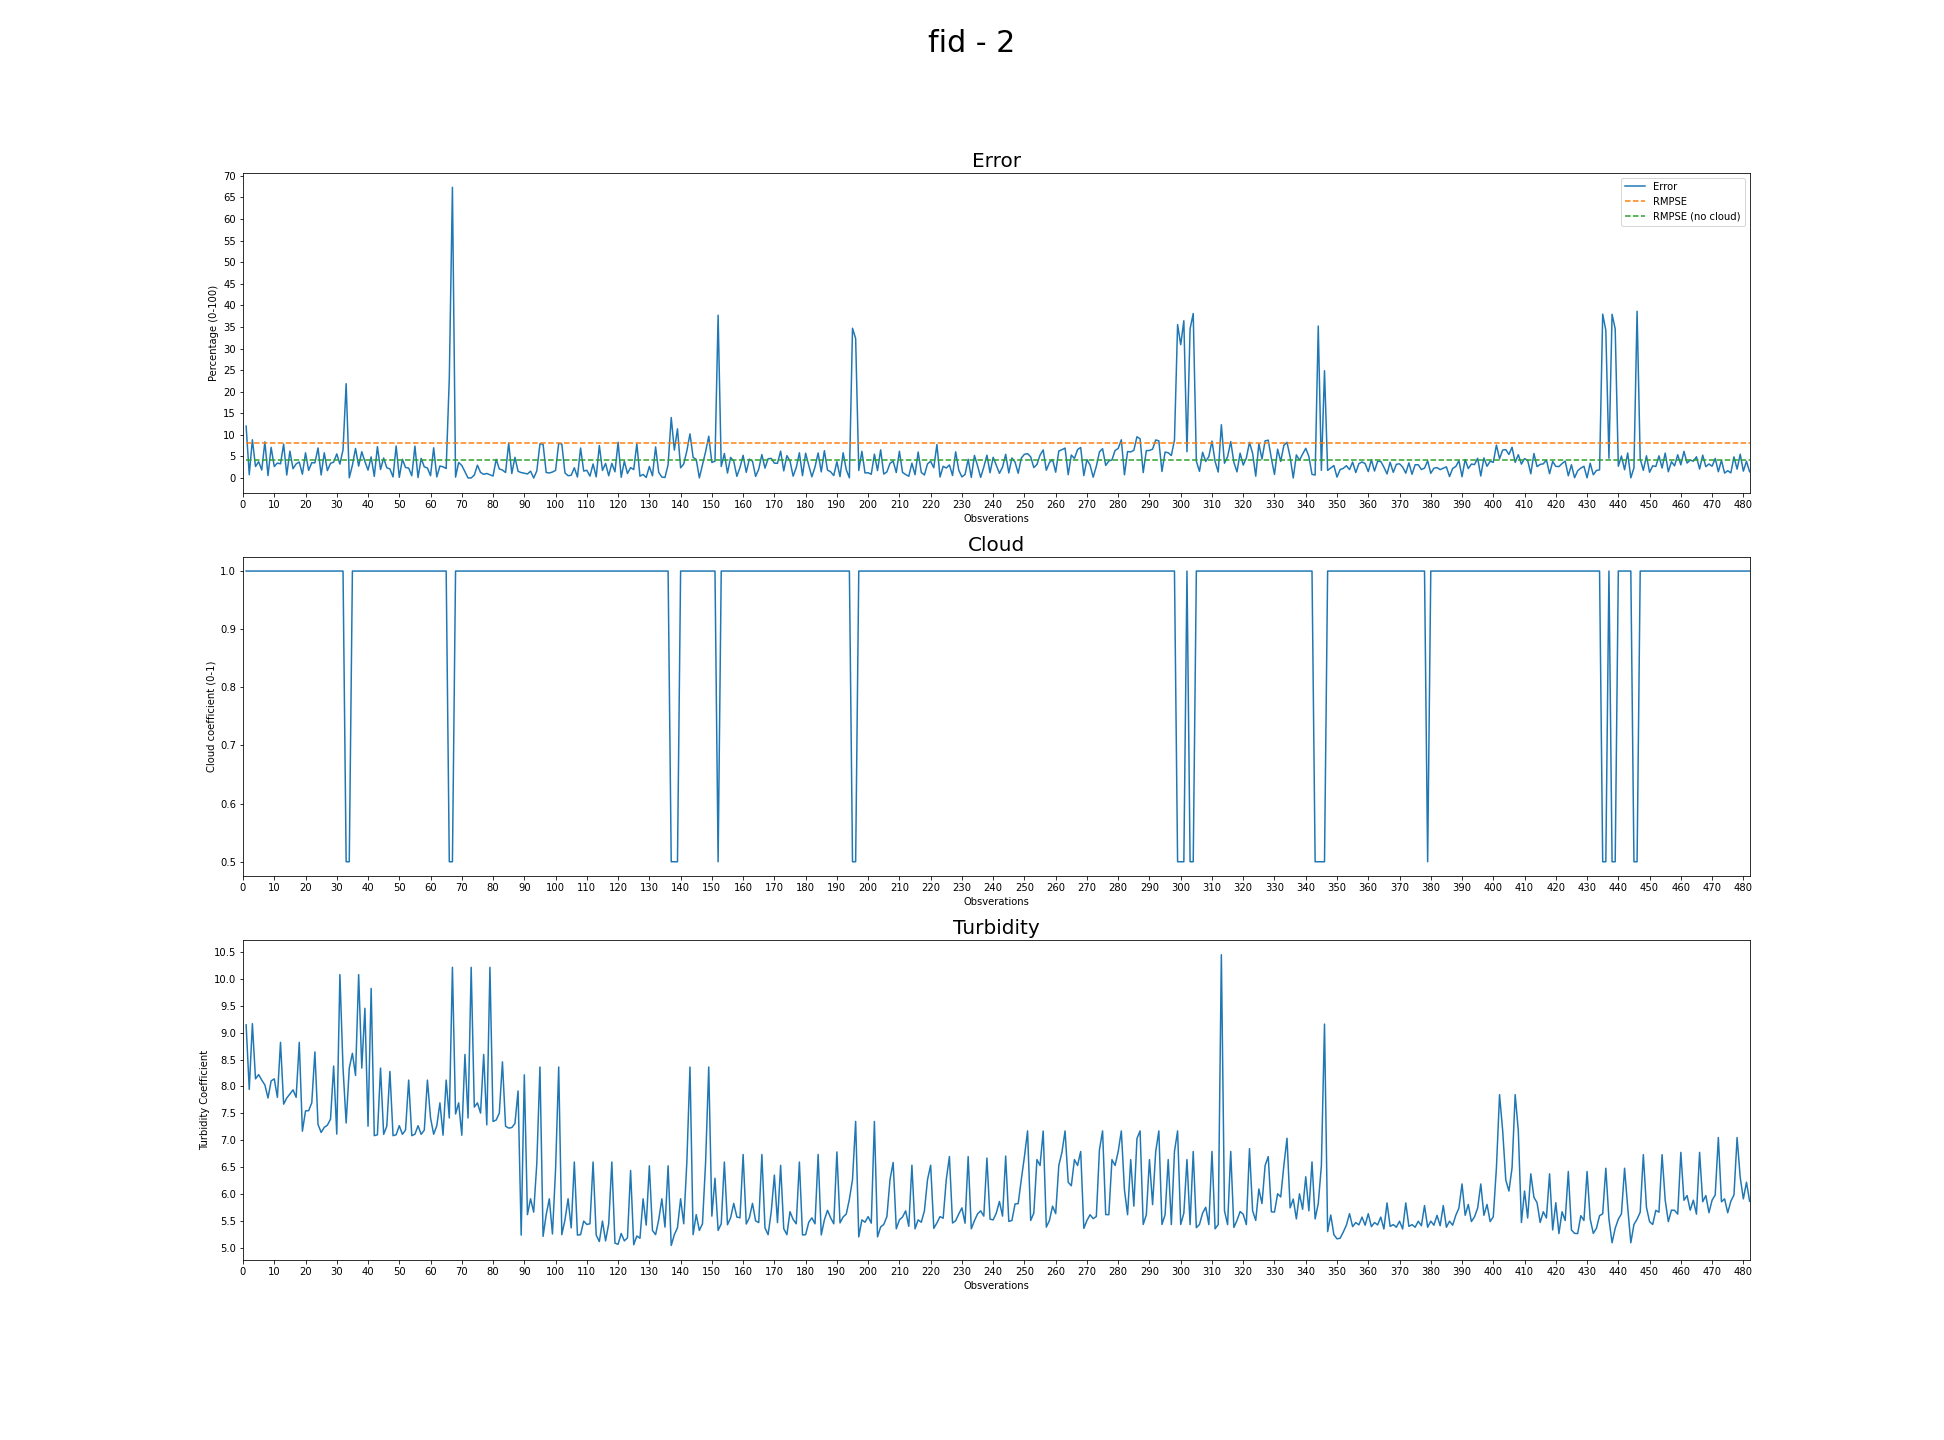 fid - 2
Error
70
65
60
55
50
45
40
35
30
25
20
15
10
5
0
Percentage (0-100)
Error
RMPSE
RMPSE (no cloud)
0 10 20 30 40 50 60 70 80 90 100 110 120 130 140 150 160 170 180 190 200 210 220 230 240 250 260 270 280 290 300 310 320 330 340 350 360 370 380 390 400 410 420 430 440 450 460 470 480
Obsverations
Cloud
1.0
0.9
0.8
0.7
0.6
0.5
Cloud coefficient (0-1)
0 10 20 30 40 50 60 70 80 90 100 110 120 130 140 150 160 170 180 190 200 210 220 230 240 250 260 270 280 290 300 310 320 330 340 350 360 370 380 390 400 410 420 430 440 450 460 470 480
Obsverations
Turbidity
10.5
10.0
9.5
9.0
8.5
8.0
7.5
7.0
6.5
6.0
5.5
5.0
Turbidity Coefficient
0 10 20 30 40 50 60 70 80 90 100 110 120 130 140 150 160 170 180 190 200 210 220 230 240 250 260 270 280 290 300 310 320 330 340 350 360 370 380 390 400 410 420 430 440 450 460 470 480
Obsverations